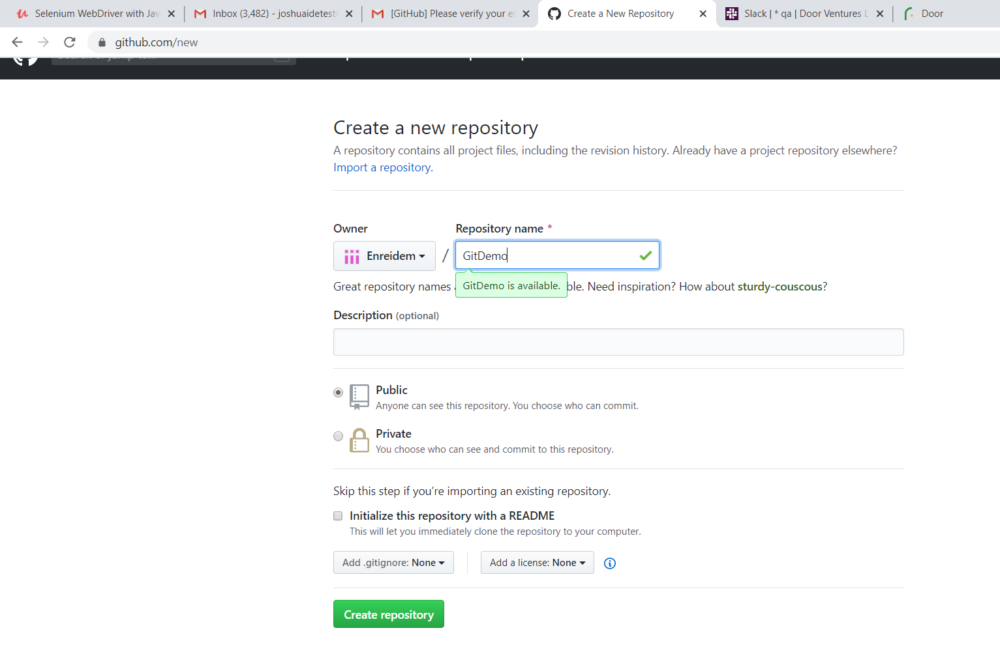 Selenium WebDriver with Jav
Inbox (3,482) - joshuaidetest
[GitHub] Please verify your e
Create a New Repository
Slack | * qa | Door Ventures L
Door
github.com/new
Create a new repository
A repository contains all project files, including the revision history. Already have a project repository elsewhere?
Import a repository.
Owner
Repository name *
Enreidem
/
GitDemo
GitDemo is available.
Great repository names
ble. Need inspiration? How about sturdy-couscous?
Description (optional)
Public
Anyone can see this repository. You choose who can commit.
Private
You choose who can see and commit to this repository.
Skip this step if you’re importing an existing repository.
Initialize this repository with a README
This will let you immediately clone the repository to your computer.
Add .gitignore: None
Add a license: None
Create repository